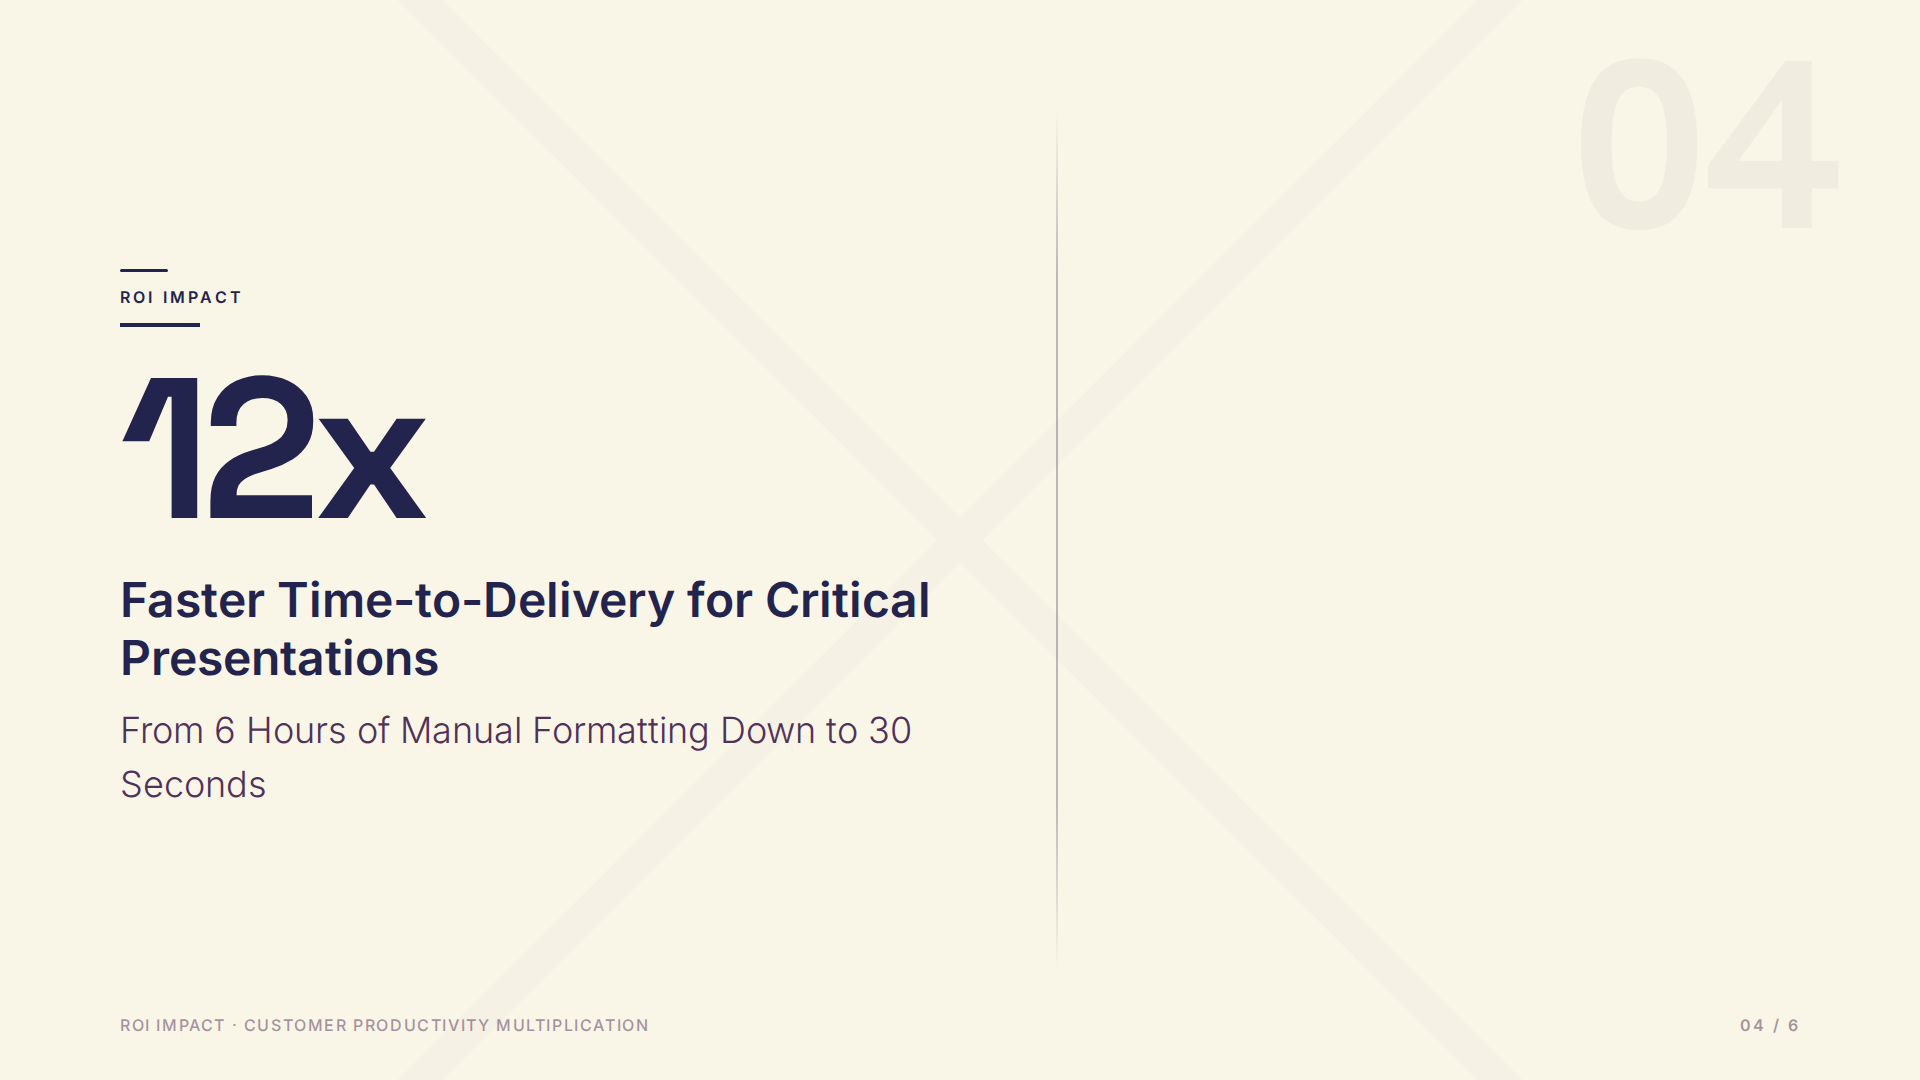 04
ROI IMPACT
12x
Faster Time-to-Delivery for Critical
Presentations
From 6 Hours of Manual Formatting Down to 30
Seconds
ROI IMPACT · CUSTOMER PRODUCTIVITY MULTIPLICATION
04 / 6